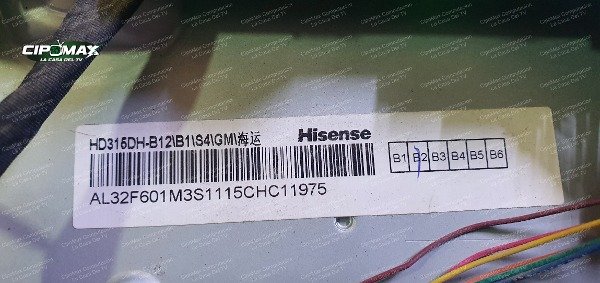 CIPOMAX
LA CASA DEL TV
HD315DH-B12\B1\S4\GM\海运
Hisense
B1 B2 B3 B4 B5 B6
AL32F601M3S1115CHC11975